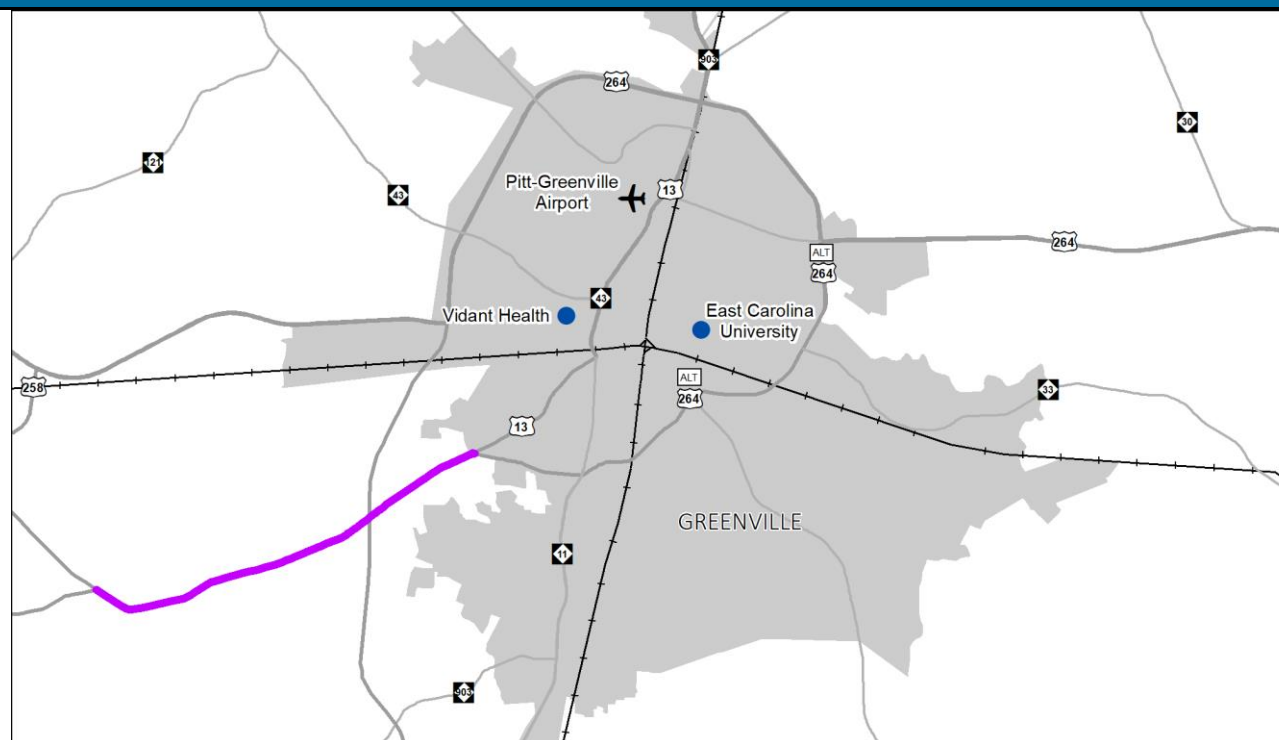 903
264
30
121
Pitt-Greenville
Airport
13
43
264
ALT
264
43
Vidant Health
East Carolina
University
ALT
264
258
33
13
GREENVILLE
11
903